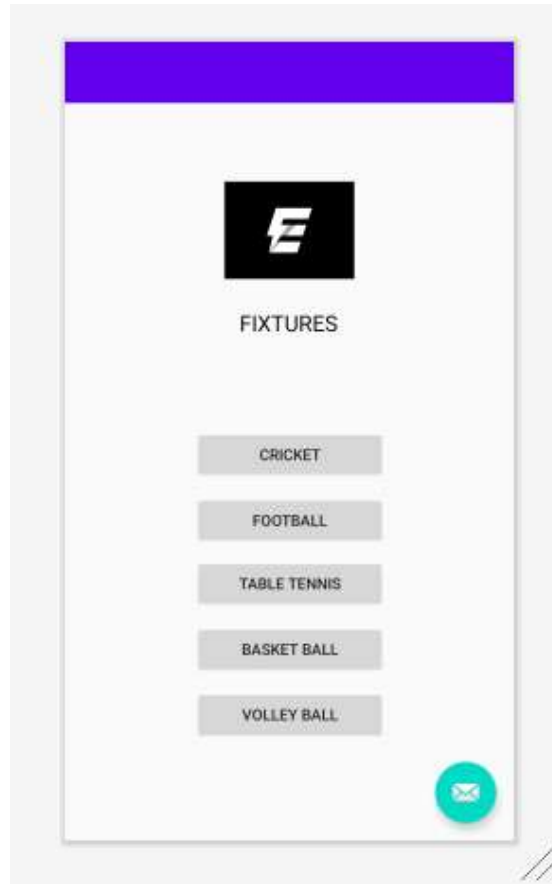 E
FIXTURES
CRICKET
FOOTBALL
TABLE TENNIS
BASKET BALL
VOLLEY BALL